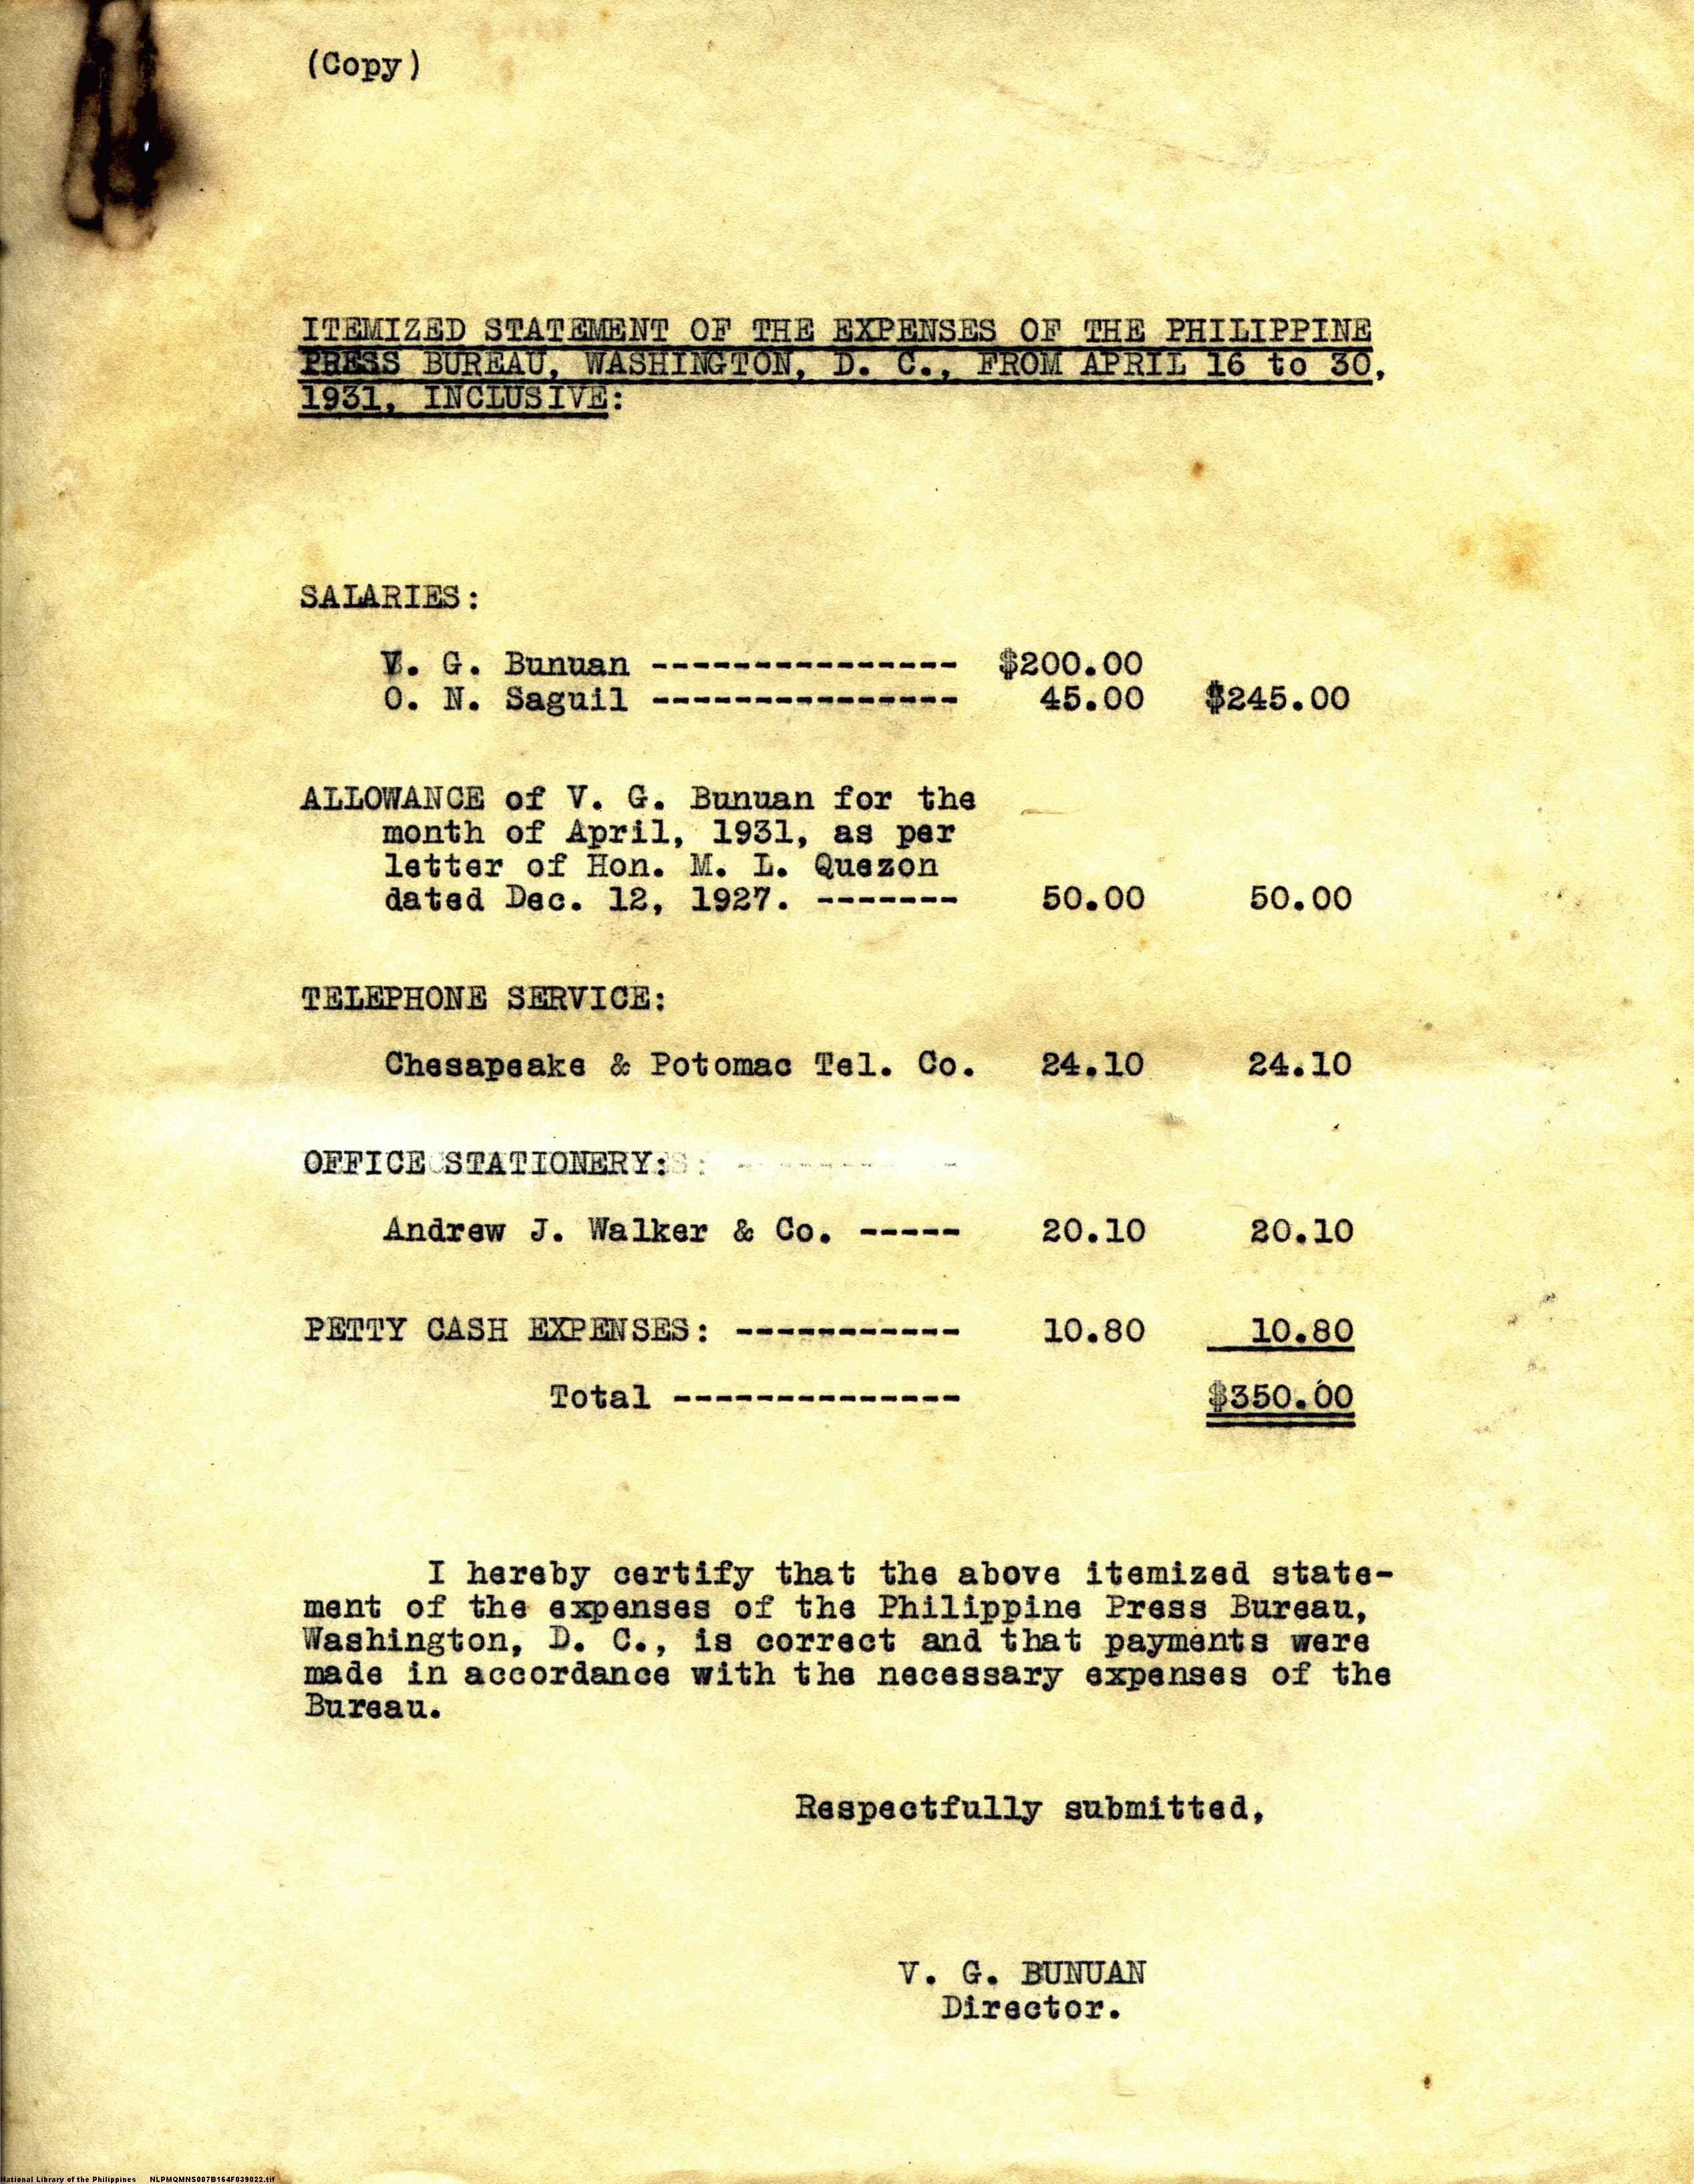 (Copy)
ITEMIZED STATEMENT OF THE EXPENSES OF THE PHILIPPINE
PRESS BUREAU, WASHINGTON, D. C., FROM APRIL 16 to 30,
1931, INCLUSIVE:
SALARIES:
V. G. Bunuan --------------- $200.00
O. N. Saguil --------------- 45.00 $245.00
ALLOWANCE of V. G. Bunuan for the
month of April, 1931, as per
letter of Hon. M. L. Quezon
dated Dec. 12, 1927. ------- 50.00 50.00
TELEPHONE SERVICE:
Chesapeake & Potomac Tel. Co. 24.10 24.10
OFFICE STATIONERY:
Andrew J. Walker & Co. ----- 20.10 20.10
PETTY CASH EXPENSES: ----------- 10.80 10.80
Total -------------- $350.00
I hereby certify that the above itemized state-
ment of the expenses of the Philippine Press Bureau,
Washington, D. C., is correct and that payments were
made in accordance with the necessary expenses of the
Bureau.
Respectfully submitted,
V. G. BUNUAN
Director.
National Library of the Philippines NLPMQMNS007B164F039022.tif